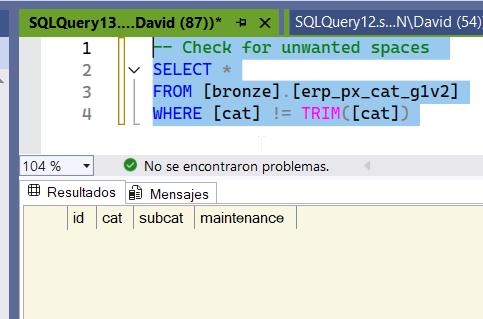 SQLQuery13....David (87))* SQLQuery12.s...N\David (54)
1 -- Check for unwanted spaces
2 SELECT *
3 FROM [bronze].[erp_px_cat_g1v2]
4 WHERE [cat] != TRIM([cat])
104 % No se encontraron problemas.
Resultados Mensajes
id cat subcat maintenance